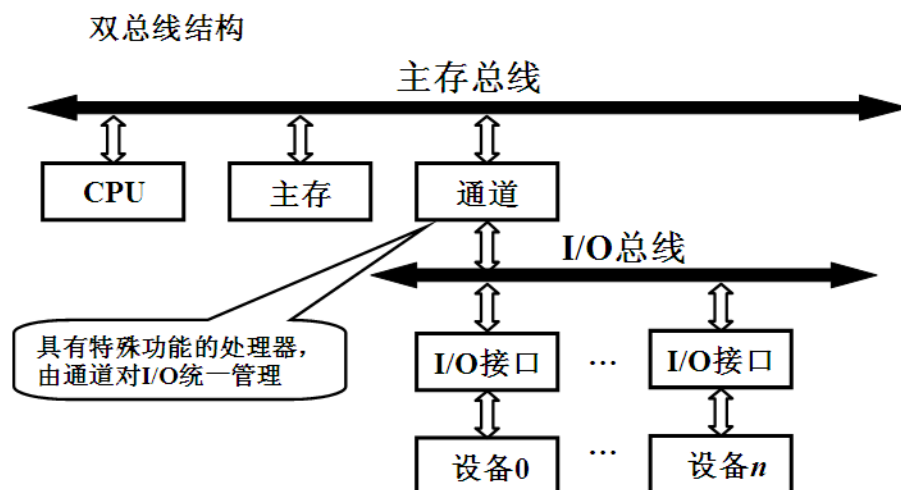 双总线结构
主存总线
CPU 主存 通道
I/O总线
具有特殊功能的处理器，
由通道对I/O统一管理
I/O接口 … I/O接口
设备0 … 设备n